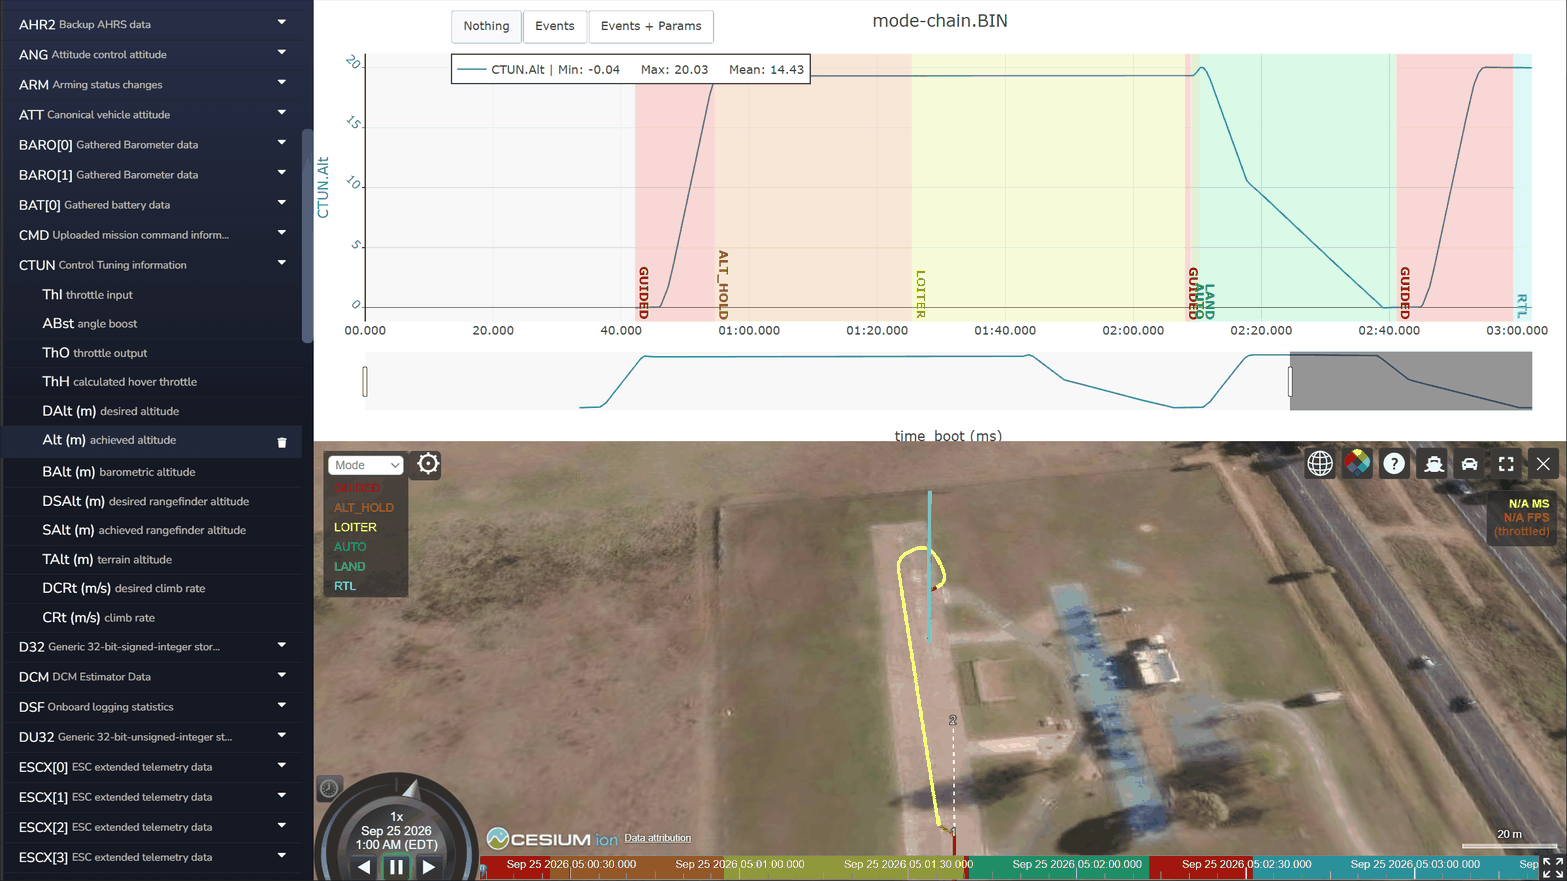 AHR2 Backup AHRS data
ANG Attitude control attitude
ARM Arming status changes
ATT Canonical vehicle attitude
BARO[0] Gathered Barometer data
BARO[1] Gathered Barometer data
BAT[0] Gathered battery data
CMD Uploaded mission command inform...
CTUN Control Tuning information
ThI throttle input
ABst angle boost
ThO throttle output
ThH calculated hover throttle
DAlt (m) desired altitude
Alt (m) achieved altitude
BAlt (m) barometric altitude
DSAlt (m) desired rangefinder altitude
SAlt (m) achieved rangefinder altitude
TAlt (m) terrain altitude
DCRt (m/s) desired climb rate
CRt (m/s) climb rate
D32 Generic 32-bit-signed-integer stor...
DCM DCM Estimator Data
DSF Onboard logging statistics
DU32 Generic 32-bit-unsigned-integer st...
ESCX[0] ESC extended telemetry data
ESCX[1] ESC extended telemetry data
ESCX[2] ESC extended telemetry data
ESCX[3] ESC extended telemetry data
Nothing Events Events + Params
mode-chain.BIN
CTUN.Alt | Min: -0.04 Max: 20.03 Mean: 14.43
CTUN.Alt
20
15
10
5
0
GUIDED
ALT_HOLD
LOITER
GUIDED
AUTO
LAND
GUIDED
RTL
00.000 20.000 40.000 01:00.000 01:20.000 01:40.000 02:00.000 02:20.000 02:40.000 03:00.000
time_boot (ms)
Mode
GUIDED
ALT_HOLD
LOITER
AUTO
LAND
RTL
?
N/A MS
N/A FPS
(throttled)
2
1
20 m
1x
Sep 25 2026
1:00 AM (EDT)
CESIUM ion Data attribution
Sep 25 2026 05:00:30.000 Sep 25 2026 05:01:00.000 Sep 25 2026 05:01:30.000 Sep 25 2026 05:02:00.000 Sep 25 2026 05:02:30.000 Sep 25 2026 05:03:00.000 Sep